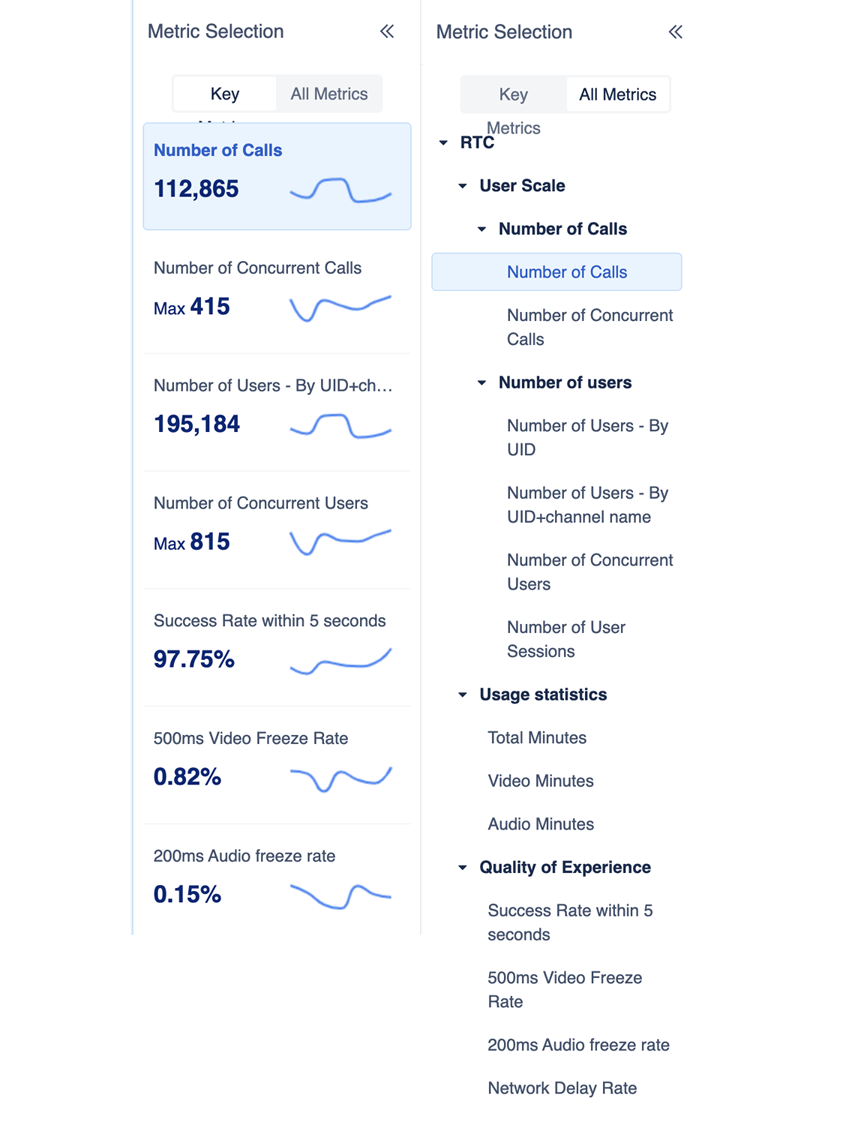 Metric Selection
Key
All Metrics
Number of Calls
112,865
Number of Concurrent Calls
Max 415
Number of Users - By UID+ch...
195,184
Number of Concurrent Users
Max 815
Success Rate within 5 seconds
97.75%
500ms Video Freeze Rate
0.82%
200ms Audio freeze rate
0.15%
Metric Selection
Key
Metrics
All Metrics
RTC
User Scale
Number of Calls
Number of Calls
Number of Concurrent
Calls
Number of users
Number of Users - By
UID
Number of Users - By
UID+channel name
Number of Concurrent
Users
Number of User
Sessions
Usage statistics
Total Minutes
Video Minutes
Audio Minutes
Quality of Experience
Success Rate within 5
seconds
500ms Video Freeze
Rate
200ms Audio freeze rate
Network Delay Rate